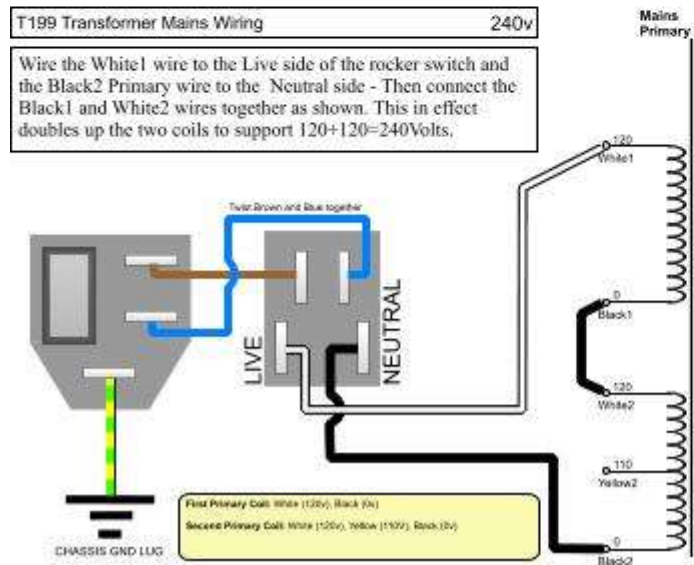 T199 Transformer Mains Wiring 240v
Mains
Primary
Wire the White1 wire to the Live side of the rocker switch and
the Black2 Primary wire to the Neutral side - Then connect the
Black1 and White2 wires together as shown. This in effect
doubles up the two coils to support 120+120=240Volts.
120
White1
Twist Brown and Blue together
0
Black1
LIVE
NEUTRAL
120
White2
110
Yellow2
First Primary Coil: White (120v), Black (0v)
Second Primary Coil: White (120v), Yellow (110V), Black (0v)
CHASSIS GND LUG
0
Black2